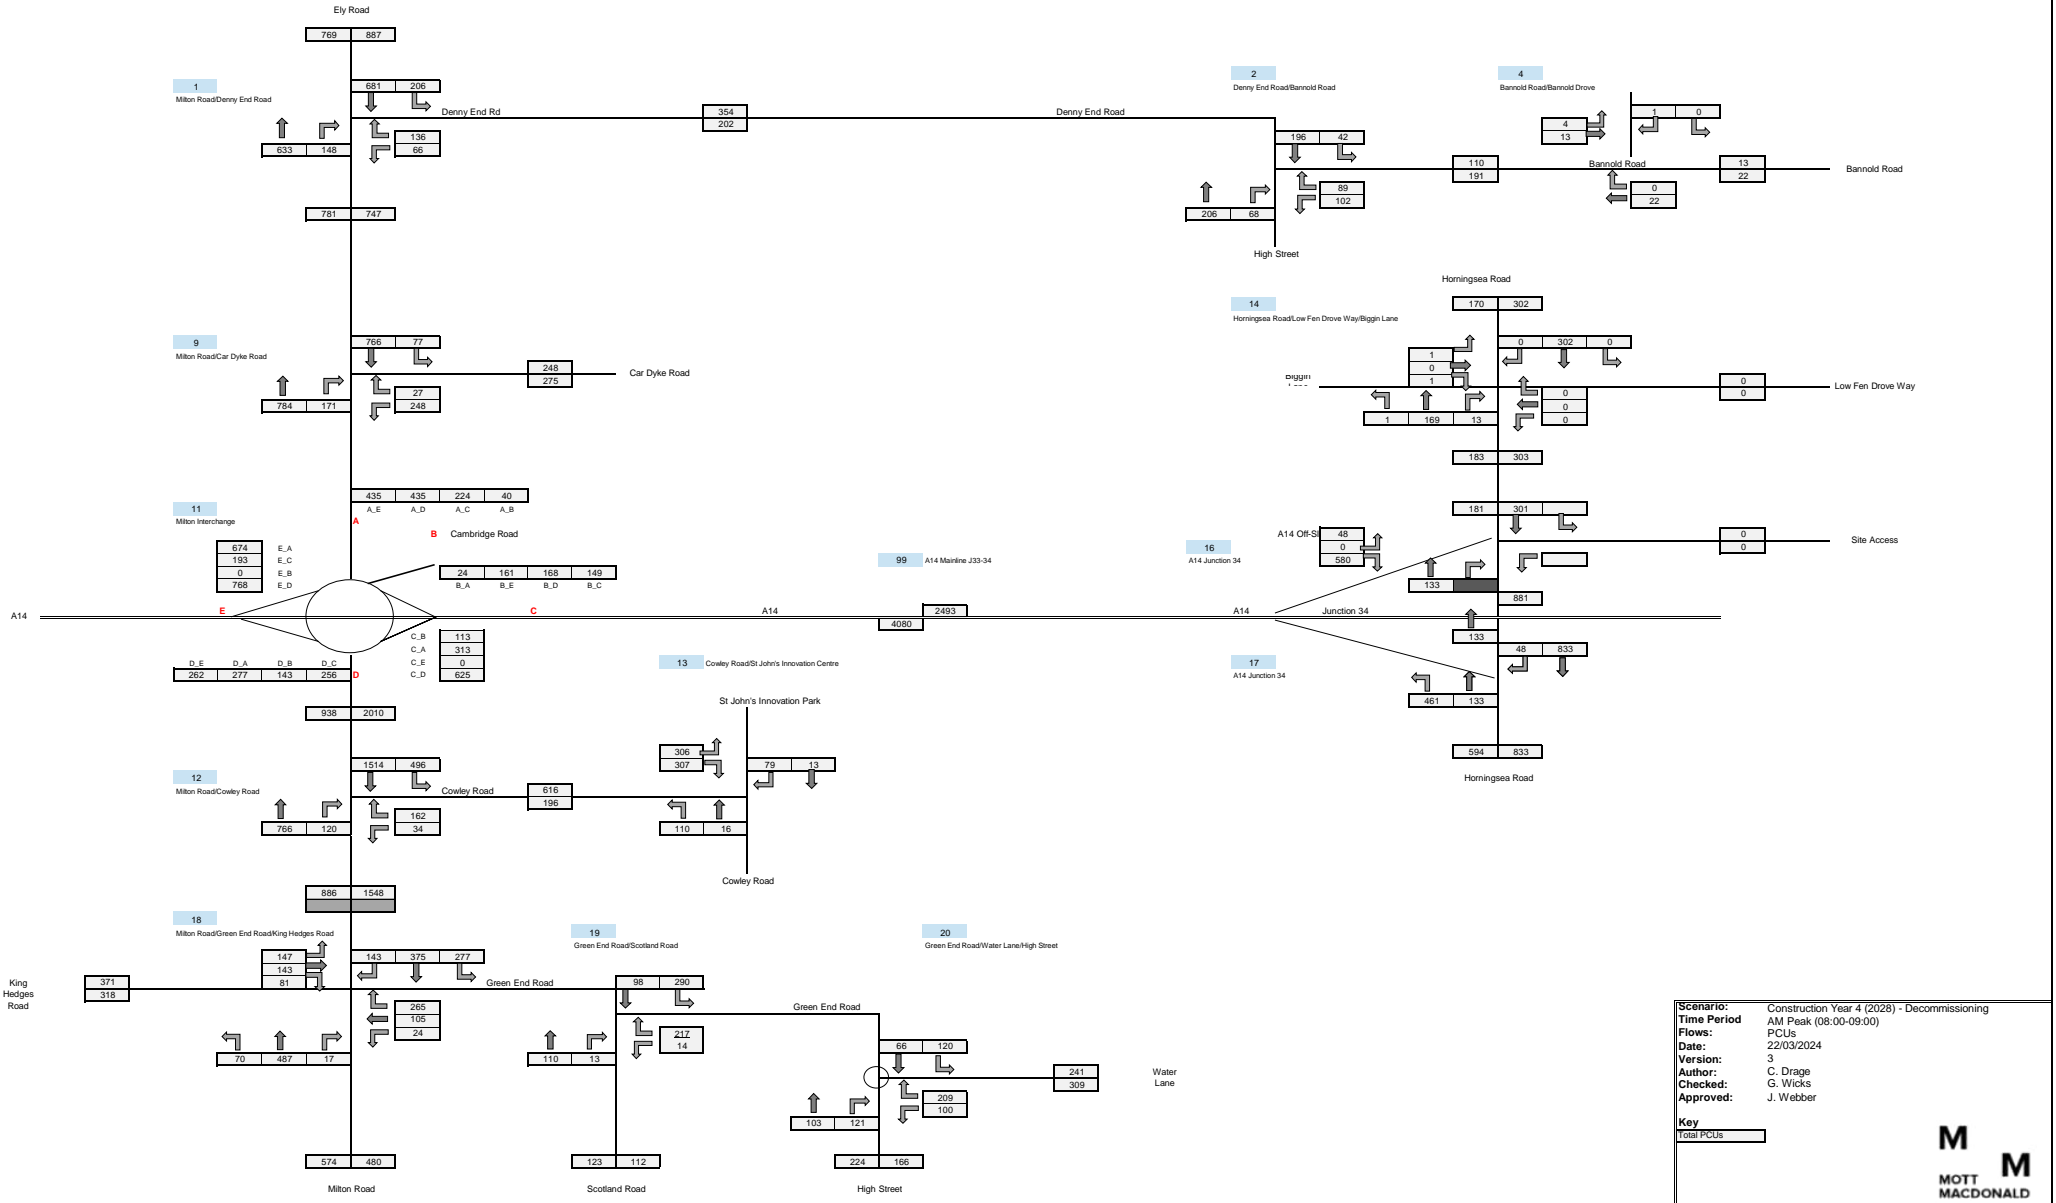 Ely Road
769 887
1
Milton Road/Denny End Road
681 206
Denny End Rd
354
202
Denny End Road
136
66
633 148
781 747
2
Denny End Road/Bannold Road
196 42
89
102
206 68
High Street
110
191
4
Bannold Road/Bannold Drove
4
13
1 0
Bannold Road
0
22
13
22
Bannold Road
9
Milton Road/Car Dyke Road
766 77
27
248
784 171
248
275
Car Dyke Road
Horningsea Road
170 302
14
Horningsea Road/Low Fen Drove Way/Biggin Lane
1
0
1
0 302 0
0
0
0
1 169 13
0
0
Low Fen Drove Way
183 303
11
Milton Interchange
435 435 224 40
A_E A_D A_C A_B
A
B Cambridge Road
674 E_A
193 E_C
0 E_B
768 E_D
24 161 168 149
B_A B_E B_D B_C
A14
E
C
A14
C_B 113
C_A 313
C_E 0
C_D 625
D_E D_A D_B D_C
262 277 143 256
D
938 2010
99 A14 Mainline J33-34
2493
4080
16
A14 Junction 34
181 301
A14 Off-Sl
48
0
580
133
881
0
0
Site Access
A14
Junction 34
133
17
A14 Junction 34
48 833
461 133
594 833
Horningsea Road
12
Milton Road/Cowley Road
1514 496
Cowley Road
162
34
766 120
616
196
13 Cowley Road/St John's Innovation Centre
St John's Innovation Park
306
307
79 13
110 16
Cowley Road
886 1548
18
Milton Road/Green End Road/King Hedges Road
147
143
81
143 375 277
Green End Road
265
105
24
70 487 17
King
Hedges
Road
371
318
574 480
Milton Road
19
Green End Road/Scotland Road
98 290
217
14
110 13
123 112
Scotland Road
20
Green End Road/Water Lane/High Street
Green End Road
66 120
209
100
103 121
241
309
Water
Lane
224 166
High Street
Scenario: Construction Year 4 (2028) - Decommissioning
Time Period AM Peak (08:00-09:00)
Flows: PCUs
Date: 22/03/2024
Version: 3
Author: C. Drage
Checked: G. Wicks
Approved: J. Webber
Key
Total PCUs
M
M
MOTT
MACDONALD